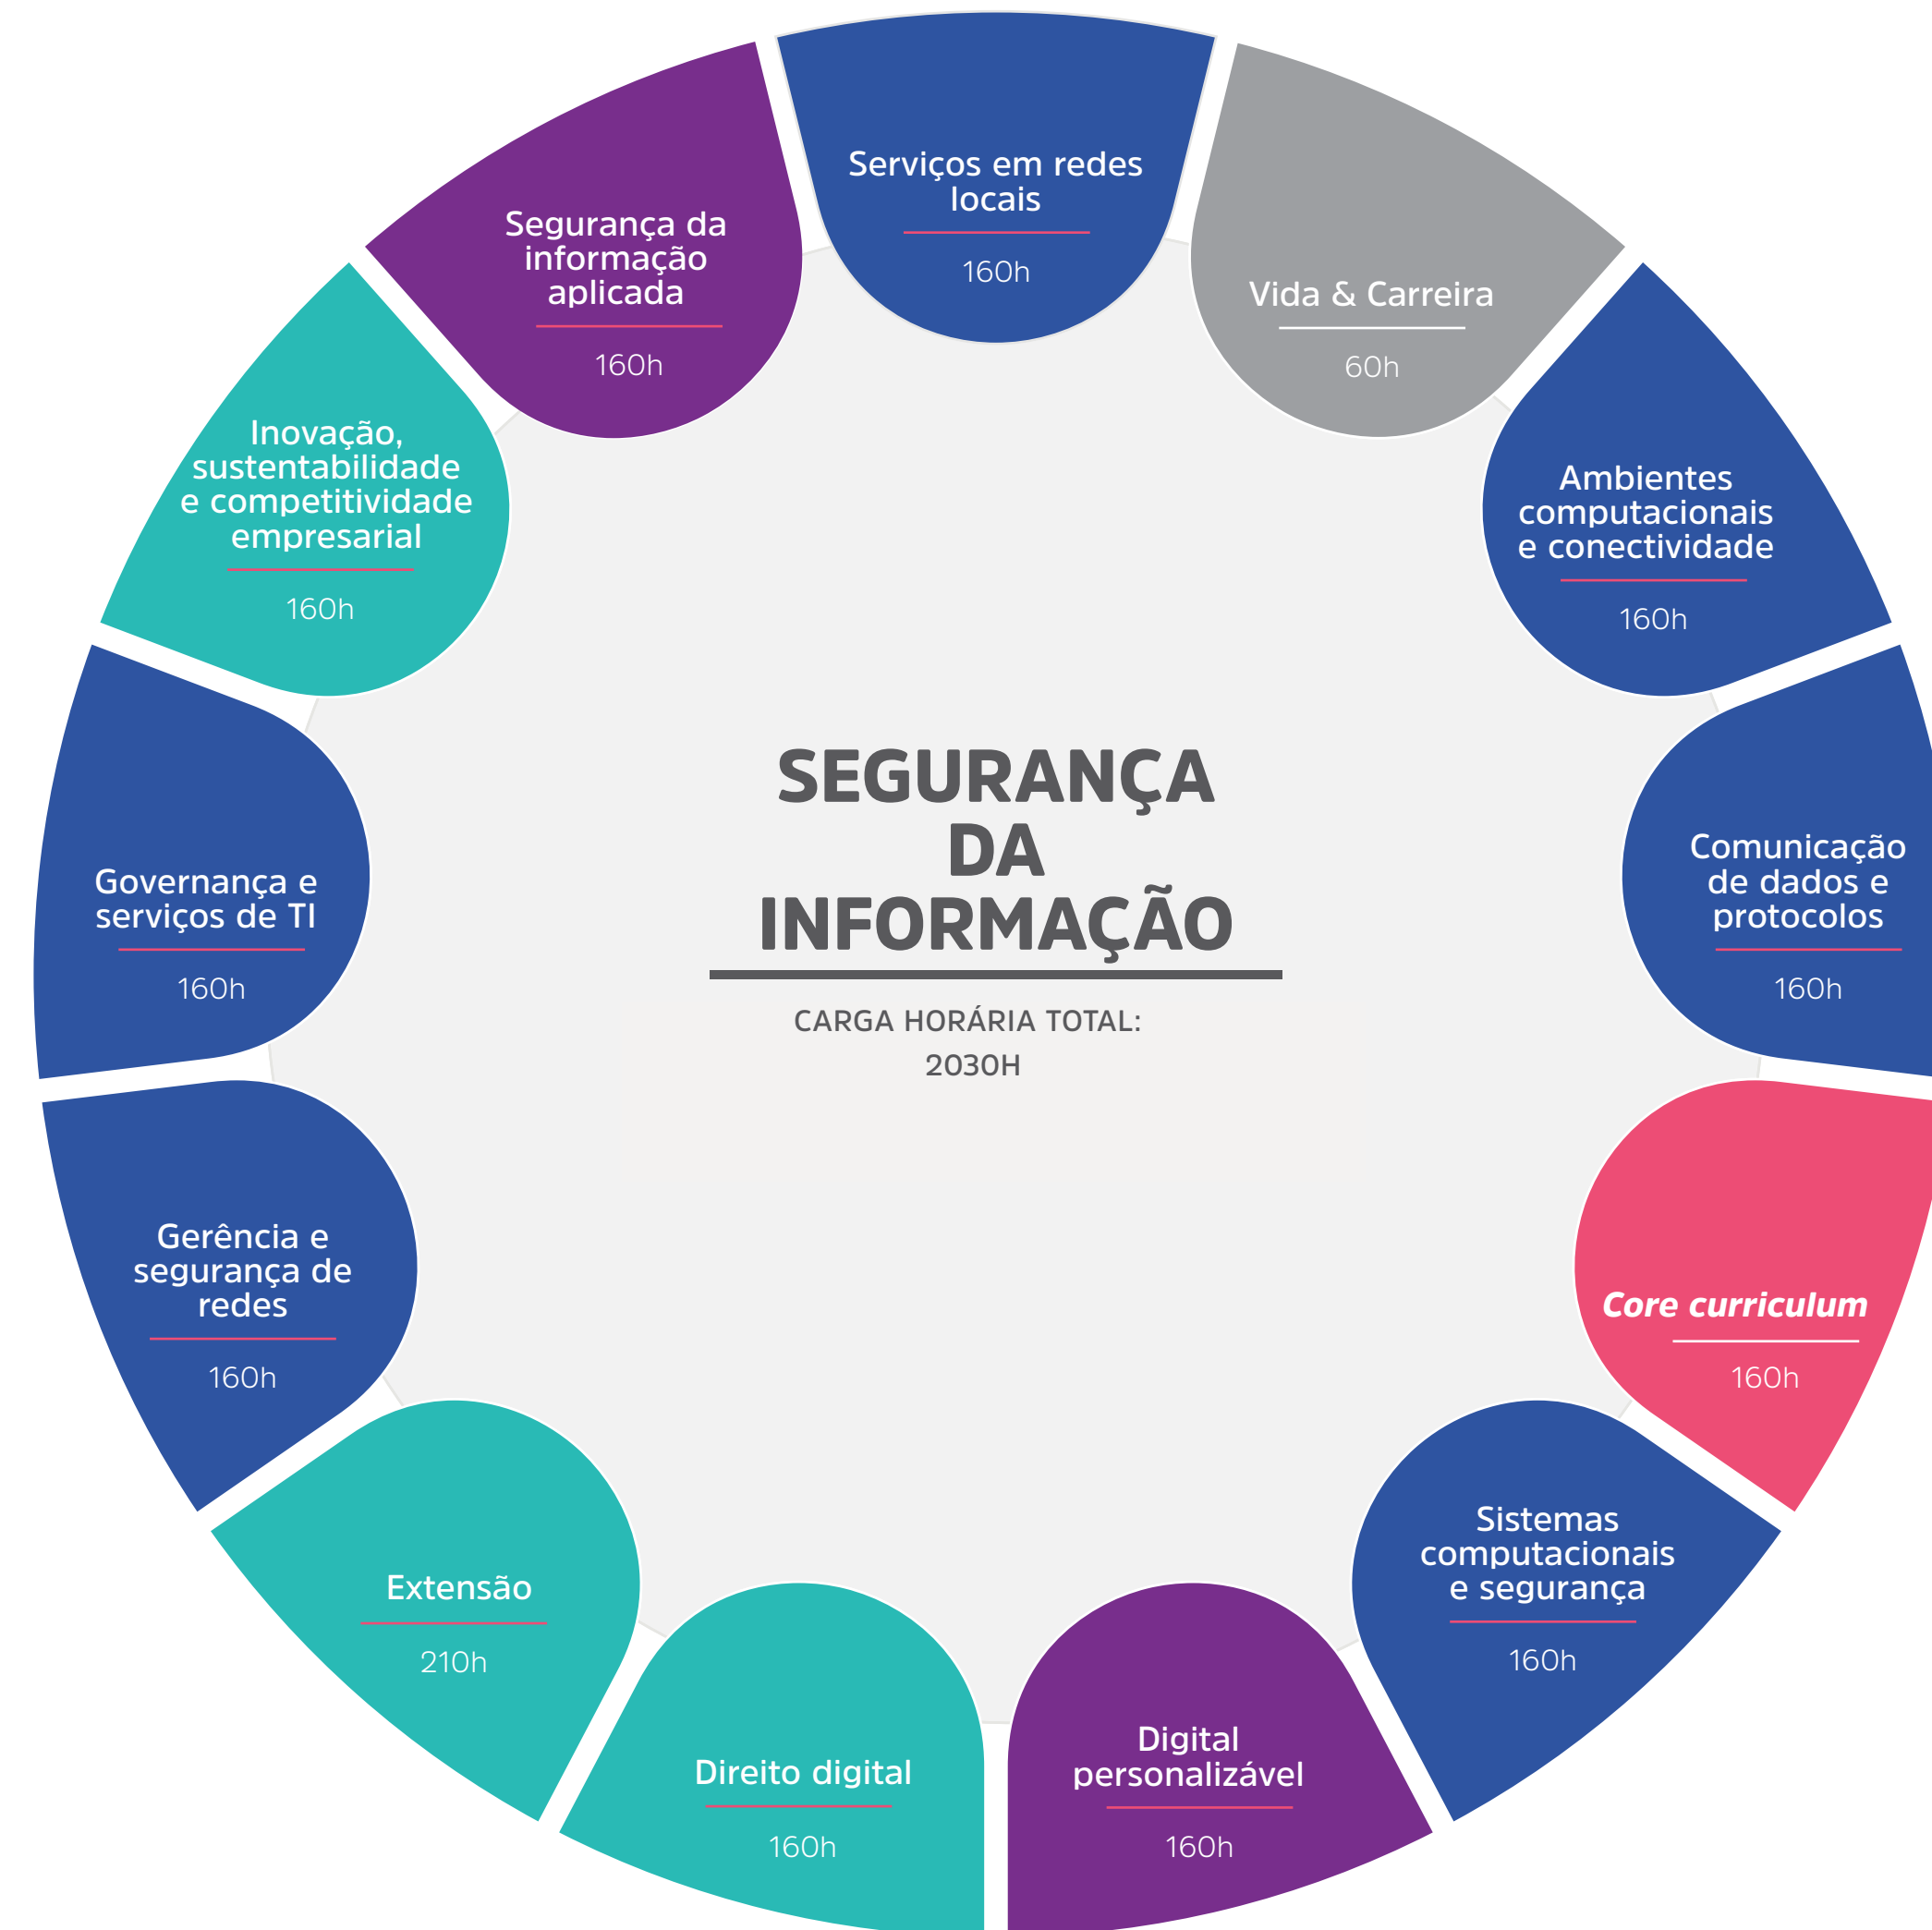 Serviços em redes
locais
160h
Vida & Carreira
60h
Ambientes
computacionais
e conectividade
160h
Comunicação
de dados e
protocolos
160h
Core curriculum
160h
Sistemas
computacionais
e segurança
160h
Digital
personalizável
160h
Direito digital
160h
Extensão
210h
Gerência e
segurança de
redes
160h
Governança e
serviços de TI
160h
Inovação,
sustentabilidade
e competitividade
empresarial
160h
Segurança da
informação
aplicada
160h
SEGURANÇA
DA
INFORMAÇÃO
CARGA HORÁRIA TOTAL:
2030H